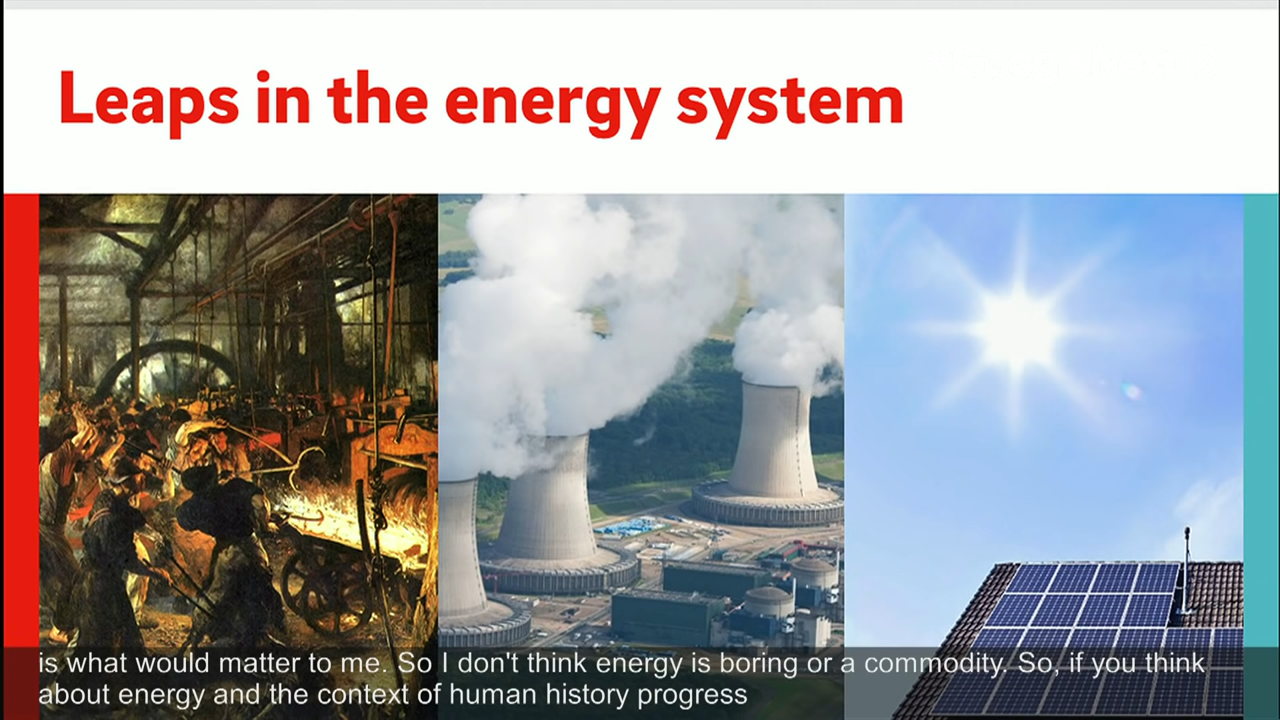 Leaps in the energy system
is what would matter to me. So I don't think energy is boring or a commodity. So, if you think
about energy and the context of human history progress